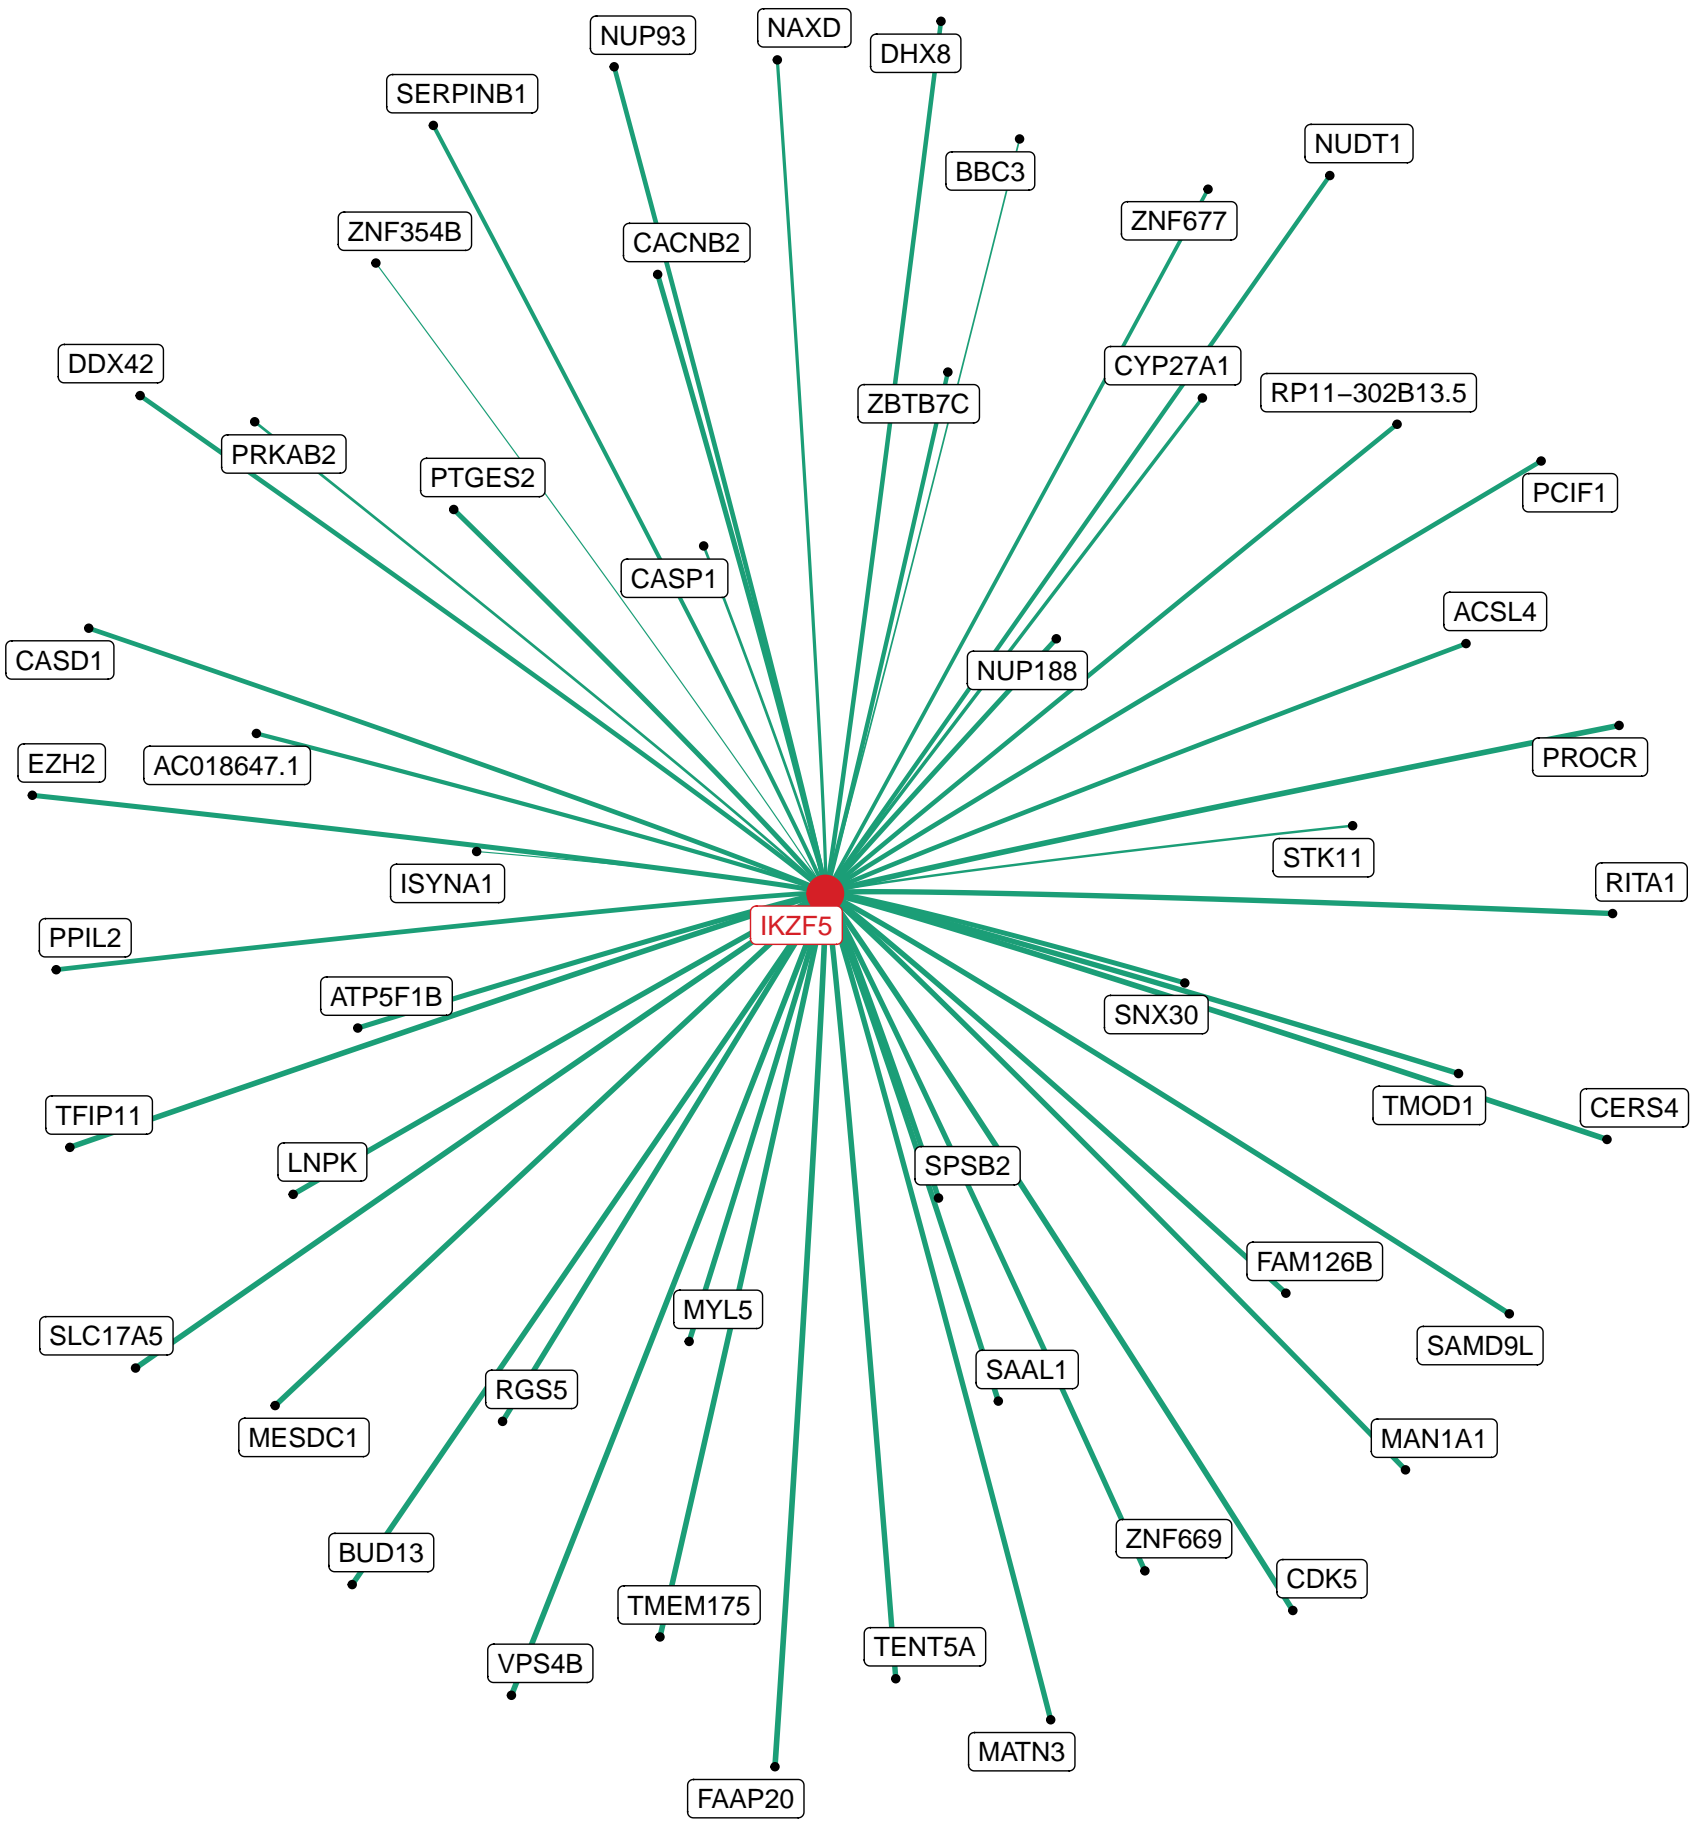 NAXD
NUP93
DHX8
SERPINB1
NUDT1
BBC3
ZNF677
ZNF354B
CACNB2
DDX42
CYP27A1
RP11−302B13.5
ZBTB7C
PRKAB2
PTGES2
PCIF1
CASP1
ACSL4
CASD1
NUP188
PROCR
EZH2
AC018647.1
STK11
ISYNA1
RITA1
IKZF5
PPIL2
ATP5F1B
SNX30
TMOD1
CERS4
TFIP11
LNPK
SPSB2
FAM126B
MYL5
SLC17A5
SAMD9L
SAAL1
RGS5
MESDC1
MAN1A1
ZNF669
BUD13
CDK5
TMEM175
TENT5A
VPS4B
MATN3
FAAP20